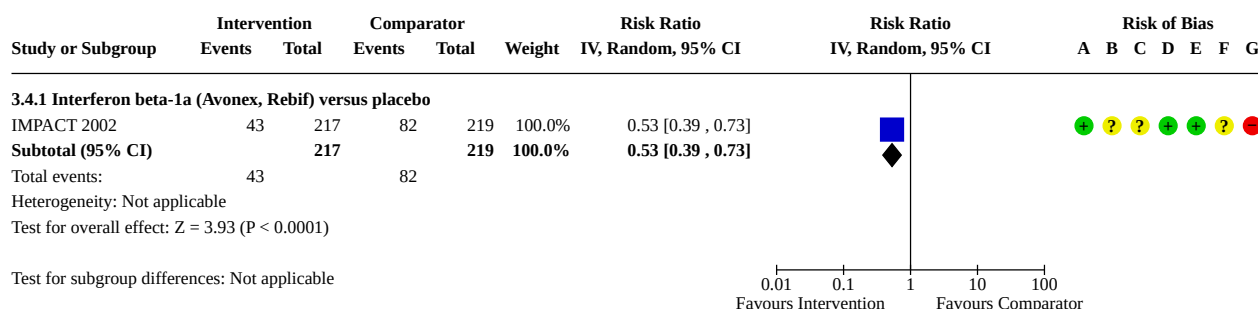 Intervention Comparator Risk Ratio Risk Ratio Risk of Bias
Study or Subgroup Events Total Events Total Weight IV, Random, 95% CI IV, Random, 95% CI A B C D E F G
3.4.1 Interferon beta-1a (Avonex, Rebif) versus placebo
IMPACT 2002 43 217 82 219 100.0% 0.53 [0.39 , 0.73] + ? ? + + ? −
Subtotal (95% CI) 217 219 100.0% 0.53 [0.39 , 0.73]
Total events: 43 82
Heterogeneity: Not applicable
Test for overall effect: Z = 3.93 (P < 0.0001)
Test for subgroup differences: Not applicable
0.01 0.1 1 10 100
Favours Intervention Favours Comparator